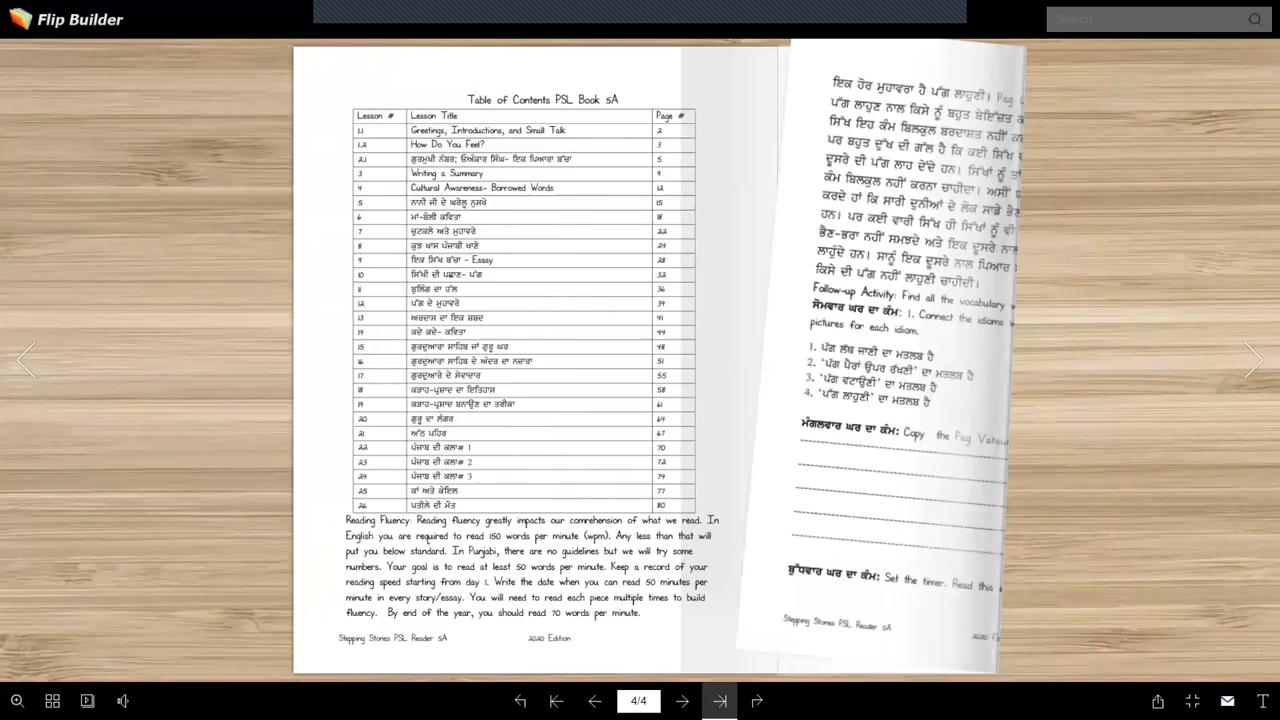 Flip Builder
Search
Table of Contents PSL Book 5A
Lesson # Lesson Title Page #
1.1 Greetings, Introductions, and Small Talk 2
1.2 How Do You Feel? 3
2.1 ਗੁਰਮੁਖੀ ਨੰਬਰ; ਓਅੰਕਾਰ ਸਿੰਘ- ਇਕ ਪਿਆਰਾ ਬੱਚਾ 5
3 Writing a Summary 9
4 Cultural Awareness- Borrowed Words 12
5 ਨਾਨੀ ਜੀ ਦੇ ਘਰੇਲੂ ਨੁਸਖੇ 15
6 ਮਾਂ-ਬੋਲੀ ਕਵਿਤਾ 18
7 ਚੁਟਕਲੇ ਅਤੇ ਮੁਹਾਵਰੇ 22
8 ਕੁਝ ਖਾਸ ਪੰਜਾਬੀ ਖਾਣੇ 24
9 ਇਕ ਸਿੱਖ ਬੱਚਾ - Essay 28
10 ਸਿੱਖੀ ਦੀ ਪਛਾਣ- ਪੱਗ 32
11 ਬੁਲਿੰਗ ਦਾ ਹੱਲ 36
12 ਪੱਗ ਦੇ ਮੁਹਾਵਰੇ 39
13 ਅਰਦਾਸ ਦਾ ਇਕ ਸ਼ਬਦ 41
14 ਕਦੇ ਕਦੇ- ਕਵਿਤਾ 44
15 ਗੁਰਦੁਆਰਾ ਸਾਹਿਬ ਜਾਂ ਗੁਰੂ ਘਰ 48
16 ਗੁਰਦੁਆਰਾ ਸਾਹਿਬ ਦੇ ਅੰਦਰ ਦਾ ਨਜ਼ਾਰਾ 51
17 ਗੁਰਦੁਆਰੇ ਦੇ ਸੇਵਾਦਾਰ 55
18 ਕੜਾਹ-ਪ੍ਰਸ਼ਾਦ ਦਾ ਇਤਿਹਾਸ 58
19 ਕੜਾਹ-ਪ੍ਰਸ਼ਾਦ ਬਨਾਉਣ ਦਾ ਤਰੀਕਾ 61
20 ਗੁਰੂ ਦਾ ਲੰਗਰ 64
21 ਅੱਠ ਪਹਿਰ 67
22 ਪੰਜਾਬ ਦੀ ਕਲਾ# 1 70
23 ਪੰਜਾਬ ਦੀ ਕਲਾ# 2 72
24 ਪੰਜਾਬ ਦੀ ਕਲਾ# 3 74
25 ਕਾਂ ਅਤੇ ਕੋਇਲ 77
26 ਪਤੀਲੇ ਦੀ ਮੌਤ 80
Reading Fluency: Reading fluency greatly impacts our comrehension of what we read. In
English you are required to read 150 words per minute (wpm). Any less than that will
put you below standard. In Punjabi, there are no guidelines but we will try some
numbers. Your goal is to read at least 50 words per minute. Keep a record of your
reading speed starting from day 1. Write the date when you can read 50 minutes per
minute in every story/essay. You will need to read each piece multiple times to build
fluency. By end of the year, you should read 70 words per minute.
Stepping Stones PSL Reader 5A 2020 Edition
ਇਕ ਹੋਰ ਮੁਹਾਵਰਾ ਹੈ ਪੱਗ ਲਾਹੁਣੀ। Pag
ਪੱਗ ਲਾਹੁਣ ਨਾਲ ਕਿਸੇ ਨੂੰ ਬਹੁਤ ਬੇਇੱਜ਼ਤ
ਸਿੱਖ ਇਹ ਕੰਮ ਬਿਲਕੁਲ ਬਰਦਾਸ਼ਤ ਨਹੀਂ
ਪਰ ਬਹੁਤ ਦੁੱਖ ਦੀ ਗੱਲ ਹੈ ਕਿ ਕਈ ਸਿੱਖ
ਦੂਸਰੇ ਦੀ ਪੱਗ ਲਾਹ ਦੇਂਦੇ ਹਨ। ਸਿੱਖਾਂ ਨੂੰ ਤਾਂ
ਕੰਮ ਬਿਲਕੁਲ ਨਹੀਂ ਕਰਨਾ ਚਾਹੀਦਾ। ਅਸੀਂ
ਕਰਦੇ ਹਾਂ ਕਿ ਸਾਰੀ ਦੁਨੀਆਂ ਦੇ ਲੋਕ ਸਾਡੇ ਭੈਣ
ਹਨ। ਪਰ ਕਈ ਵਾਰੀ ਸਿੱਖ ਹੀ ਸਿੱਖਾਂ ਨੂੰ ਵੀ
ਭੈਣ-ਭਰਾ ਨਹੀਂ ਸਮਝਦੇ ਅਤੇ ਇਕ ਦੂਸਰੇ ਨਾਲ
ਲਾਹੁੰਦੇ ਹਨ। ਸਾਨੂੰ ਇਕ ਦੂਸਰੇ ਨਾਲ ਪਿਆਰ
ਕਿਸੇ ਦੀ ਪੱਗ ਨਹੀਂ ਲਾਹੁਣੀ ਚਾਹੀਦੀ।
Follow-up Activity: Find all the vocabulary
ਸੋਮਵਾਰ ਘਰ ਦਾ ਕੰਮ: 1. Connect the idioms
pictures for each idiom.
1. ਪੱਗ ਲੱਥ ਜਾਣੀ ਦਾ ਮਤਲਬ ਹੈ
2. 'ਪੱਗ ਪੈਰਾਂ ਉਪਰ ਰੱਖਣੀ' ਦਾ ਮਤਲਬ ਹੈ
3. 'ਪੱਗ ਵਟਾਉਣੀ' ਦਾ ਮਤਲਬ ਹੈ
4. 'ਪੱਗ ਲਾਹੁਣੀ' ਦਾ ਮਤਲਬ ਹੈ
ਮੰਗਲਵਾਰ ਘਰ ਦਾ ਕੰਮ: Copy the Pag
ਬੁੱਧਵਾਰ ਘਰ ਦਾ ਕੰਮ: Set the timer. Read this
Stepping Stones PSL Reader 5A 2020
4/4